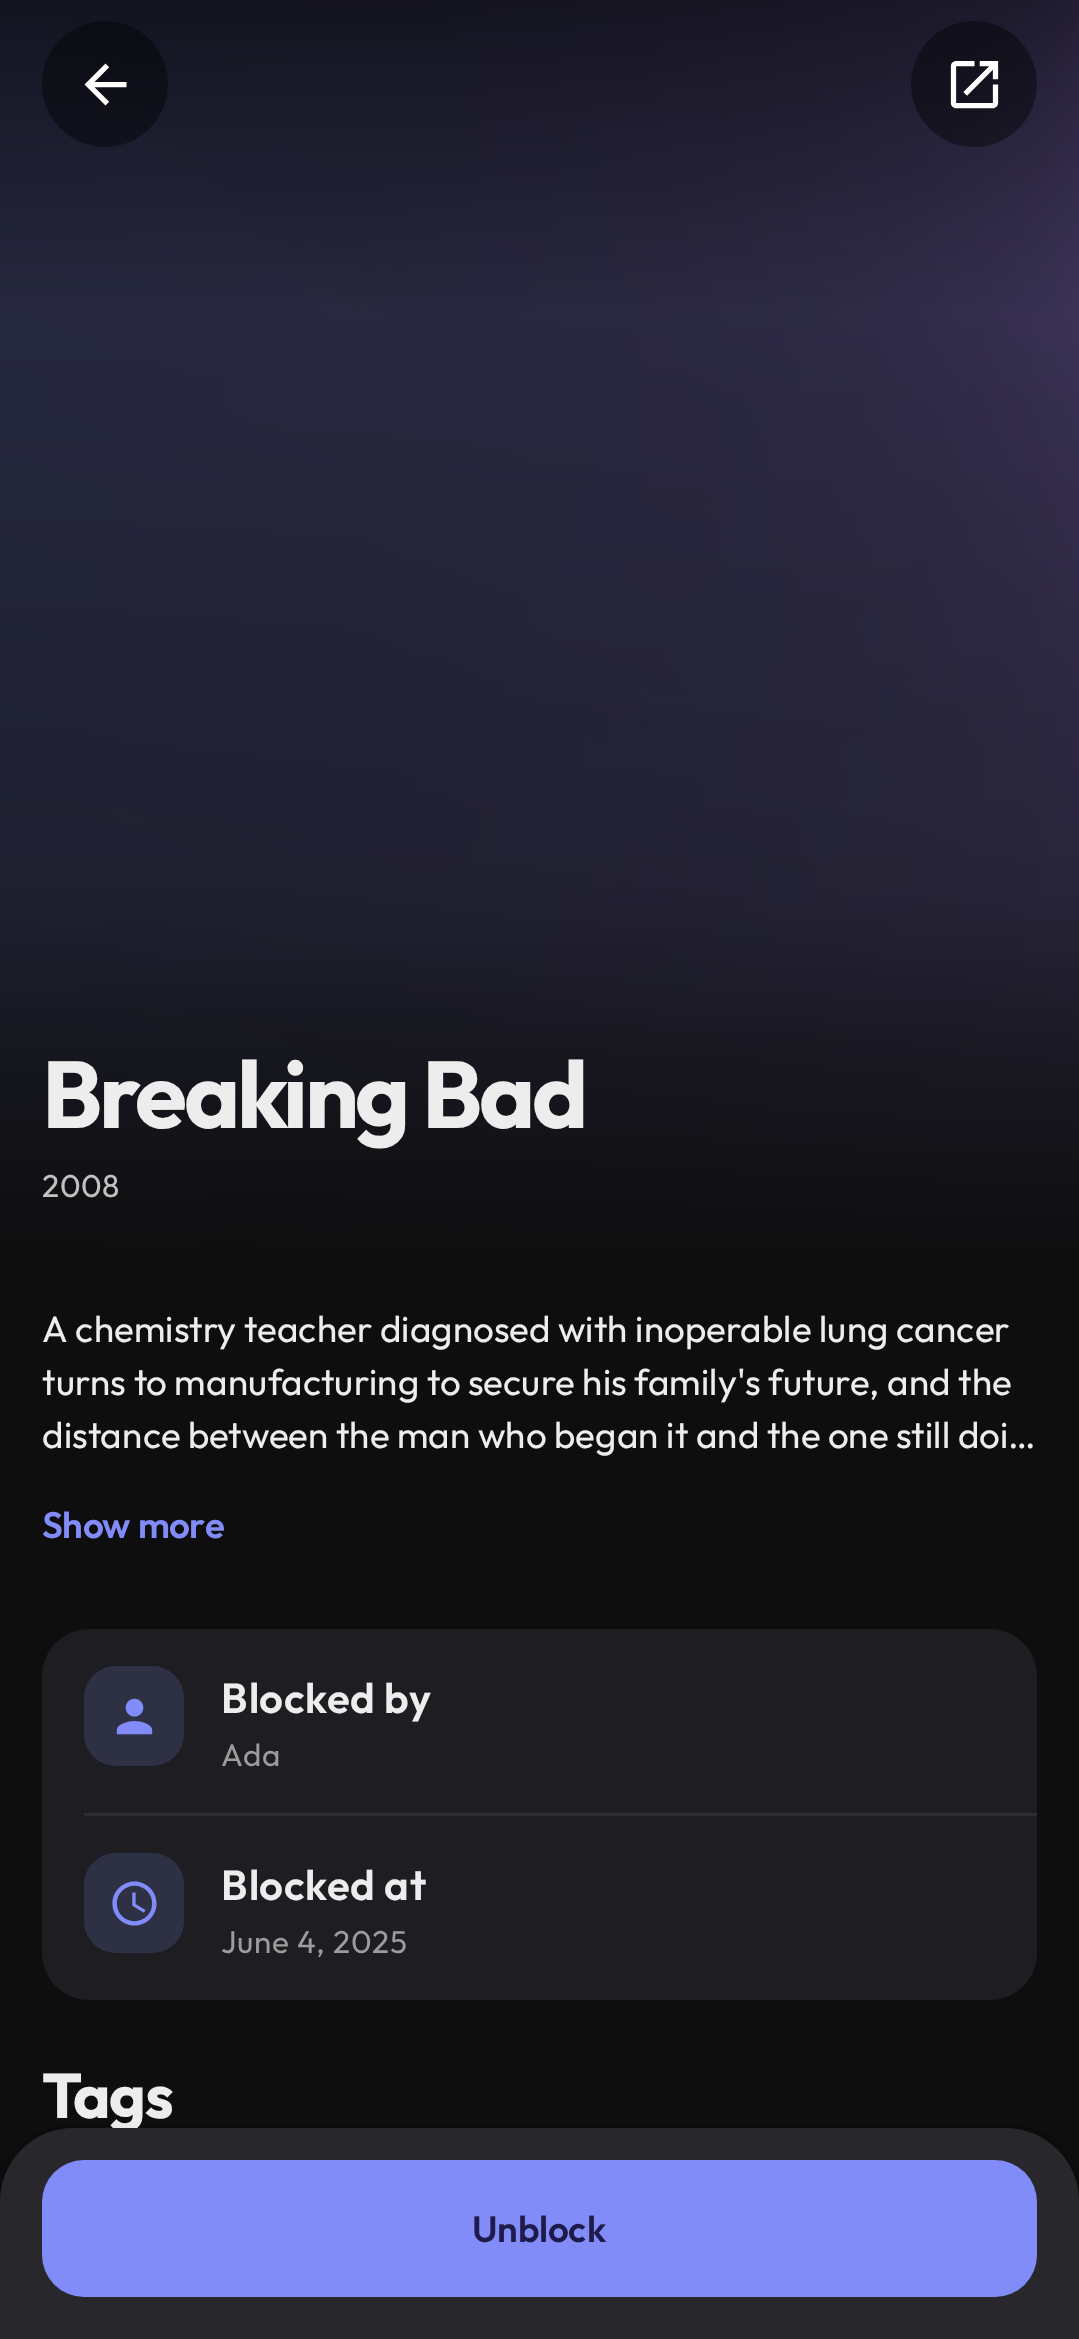 Breaking Bad
2008
A chemistry teacher diagnosed with inoperable lung cancer
turns to manufacturing to secure his family's future, and the
distance between the man who began it and the one still doi...
Show more
Blocked by
Ada
Blocked at
June 4, 2025
Tags
Unblock